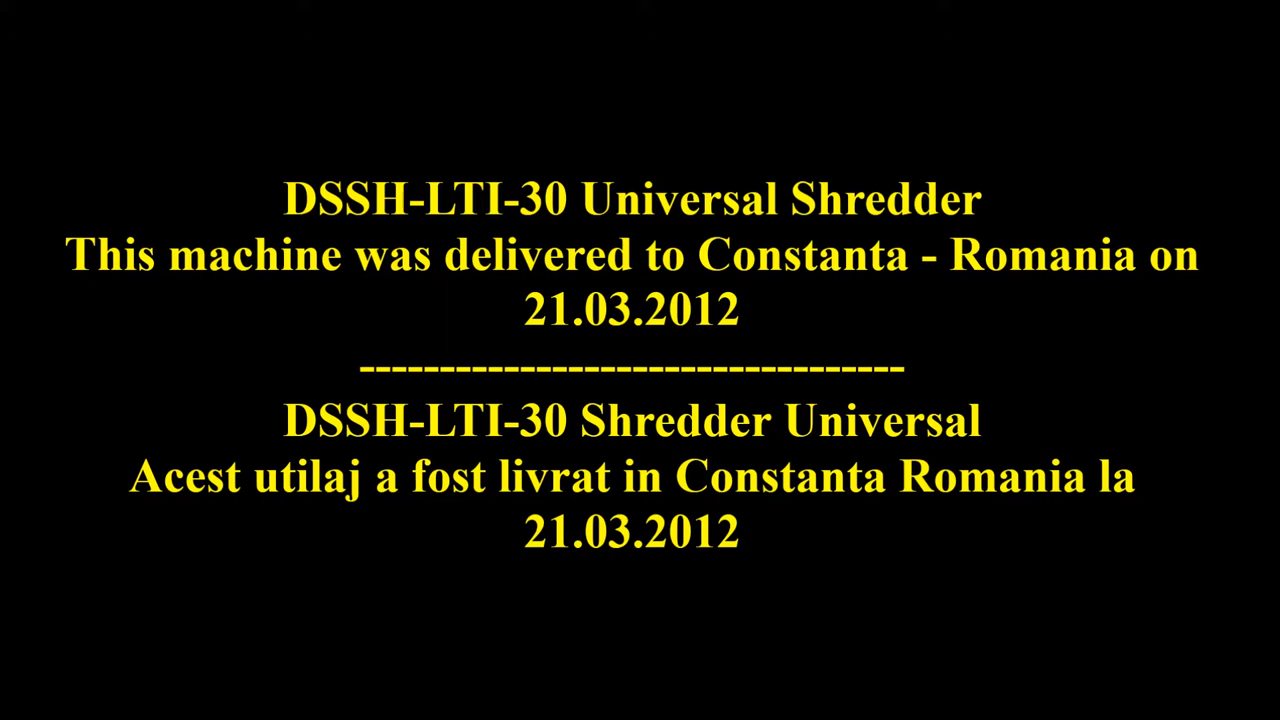 DSSH-LTI-30 Universal Shredder
This machine was delivered to Constanta - Romania on
21.03.2012
----------------------------------
DSSH-LTI-30 Shredder Universal
Acest utilaj a fost livrat in Constanta Romania la
21.03.2012